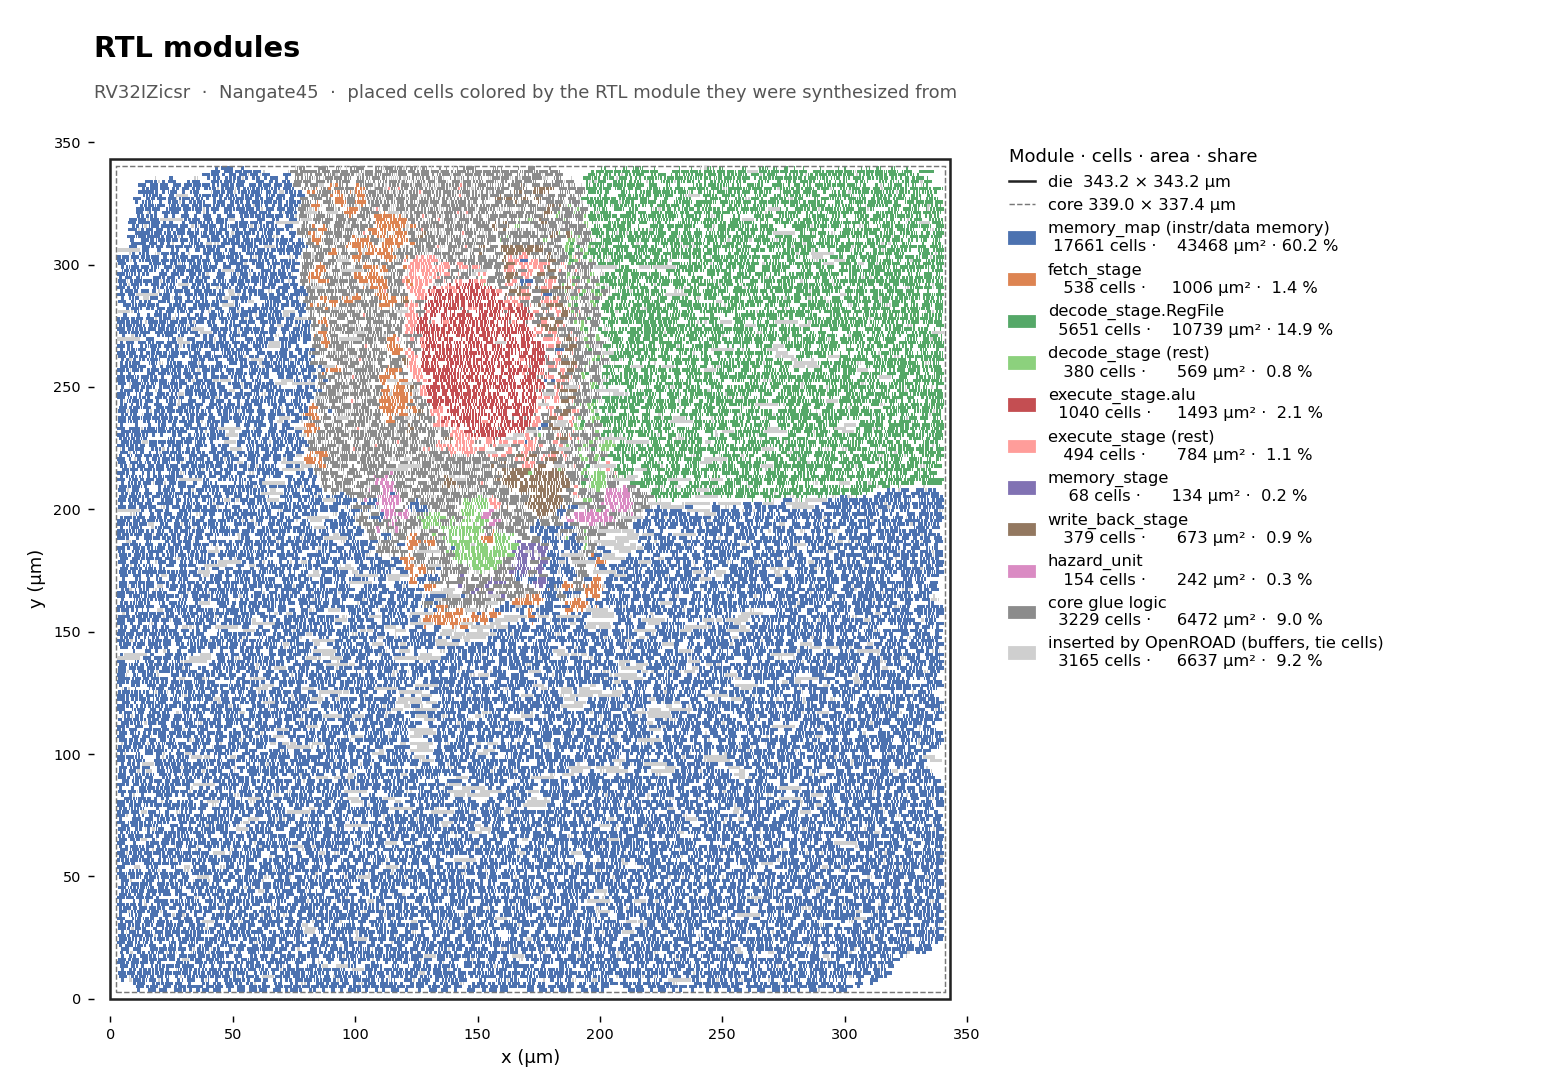 RTL modules
RV32IZicsr · Nangate45 · placed cells colored by the RTL module they were synthesized from
Module · cells · area · share
die 343.2 × 343.2 μm
core 339.0 × 337.4 μm
memory_map (instr/data memory)
17661 cells · 43468 μm² · 60.2 %
fetch_stage
538 cells · 1006 μm² · 1.4 %
decode_stage.RegFile
5651 cells · 10739 μm² · 14.9 %
decode_stage (rest)
380 cells · 569 μm² · 0.8 %
execute_stage.alu
1040 cells · 1493 μm² · 2.1 %
execute_stage (rest)
494 cells · 784 μm² · 1.1 %
memory_stage
68 cells · 134 μm² · 0.2 %
write_back_stage
379 cells · 673 μm² · 0.9 %
hazard_unit
154 cells · 242 μm² · 0.3 %
core glue logic
3229 cells · 6472 μm² · 9.0 %
inserted by OpenROAD (buffers, tie cells)
3165 cells · 6637 μm² · 9.2 %
350
300
250
200
150
100
50
0
y (μm)
0 50 100 150 200 250 300 350
x (μm)